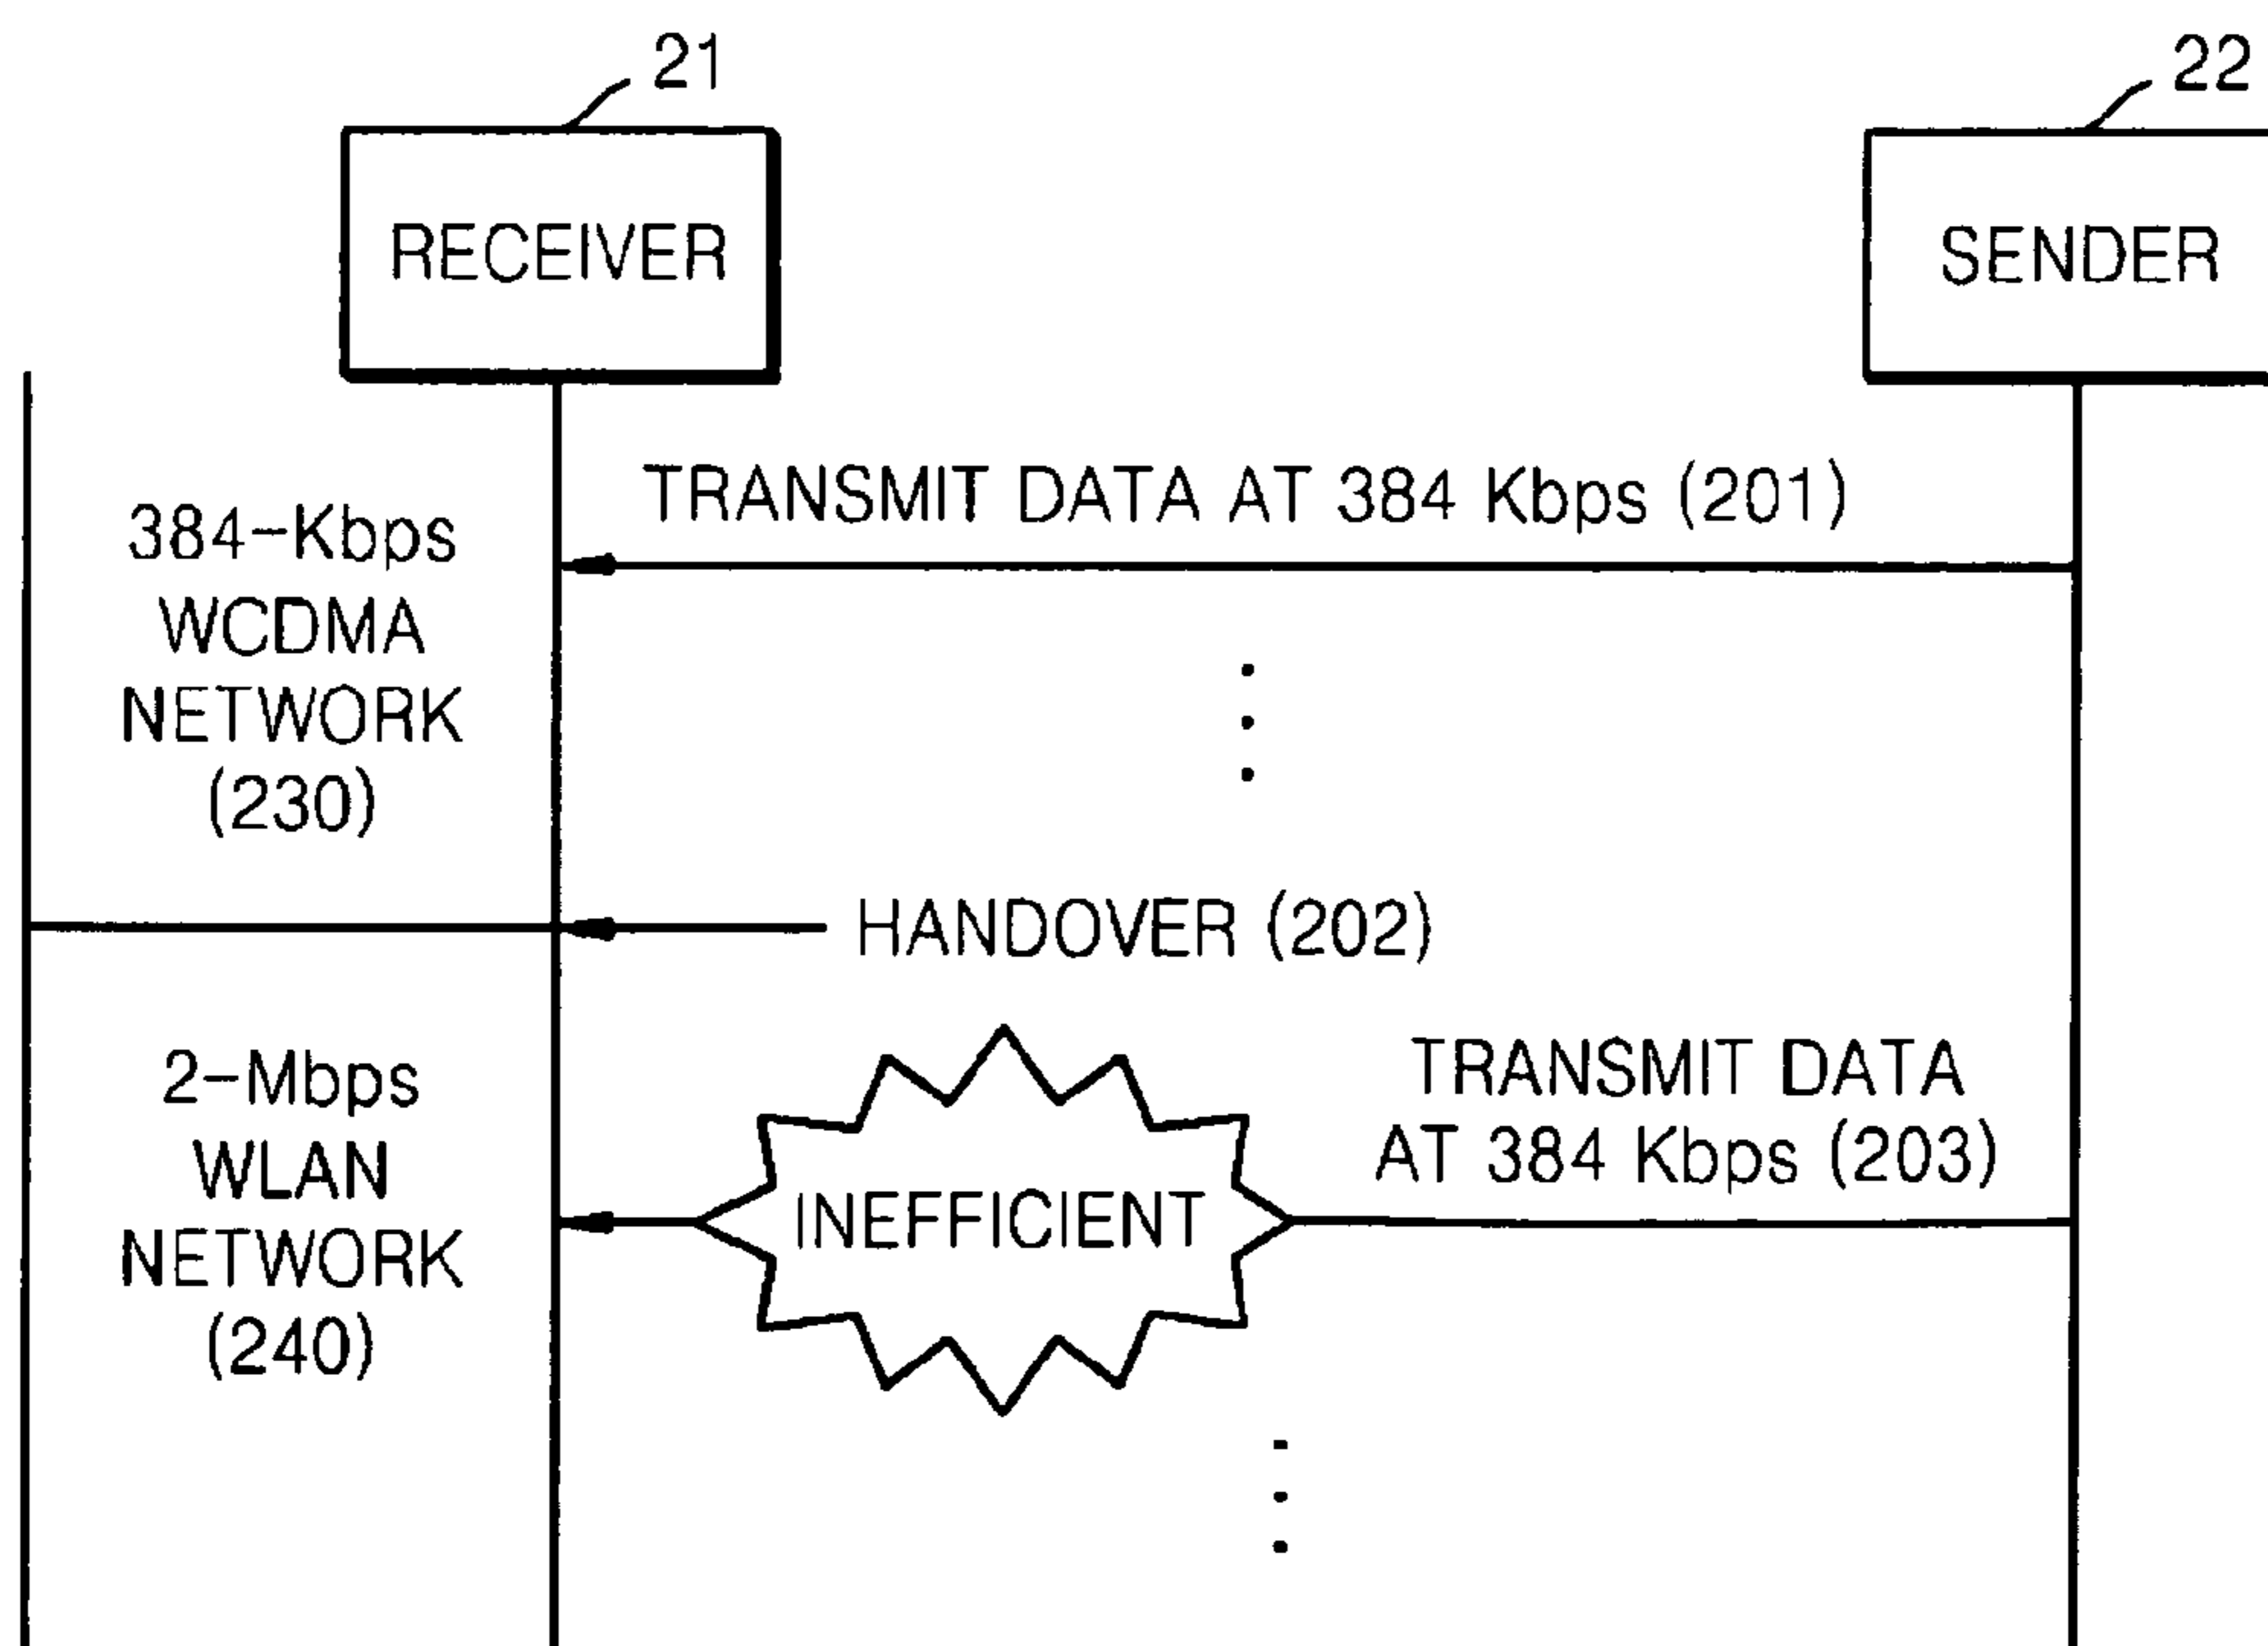 21
22
RECEIVER
SENDER
TRANSMIT DATA AT 384 Kbps (201)
384-Kbps
WCDMA
NETWORK
(230)
HANDOVER (202)
2-Mbps
WLAN
NETWORK
(240)
TRANSMIT DATA
AT 384 Kbps (203)
INEFFICIENT